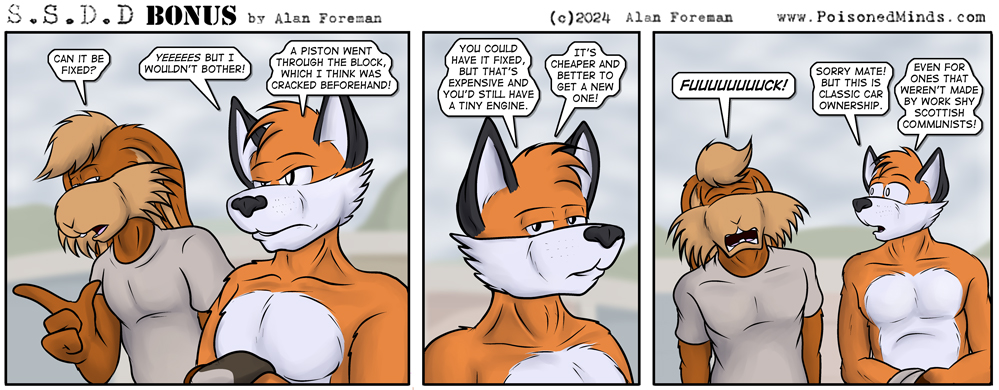 S.S.D.D BONUS by Alan Foreman (c)2024 Alan Foreman www.PoisonedMinds.com
CAN IT BE
FIXED?
YEEEEES BUT I
WOULDN'T BOTHER!
A PISTON WENT
THROUGH THE BLOCK,
WHICH I THINK WAS
CRACKED BEFOREHAND!
YOU COULD
HAVE IT FIXED,
BUT THAT'S
EXPENSIVE AND
YOU'D STILL HAVE
A TINY ENGINE.
IT'S
CHEAPER AND
BETTER TO
GET A NEW
ONE!
FUUUUUUUUCK!
SORRY MATE!
BUT THIS IS
CLASSIC CAR
OWNERSHIP.
EVEN FOR
ONES THAT
WEREN'T MADE
BY WORK SHY
SCOTTISH
COMMUNISTS!